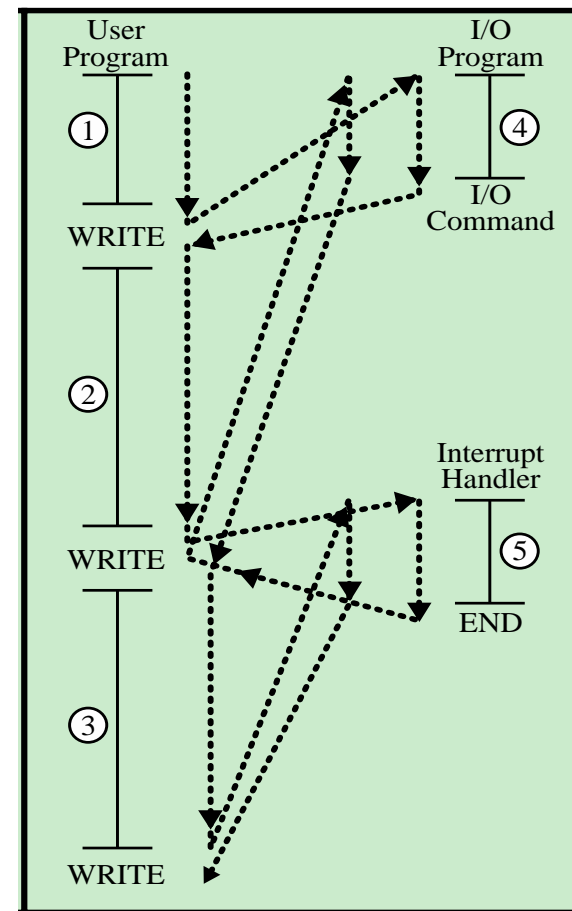 User
Program
1
WRITE
2
WRITE
3
WRITE
I/O
Program
4
I/O
Command
Interrupt
Handler
5
END